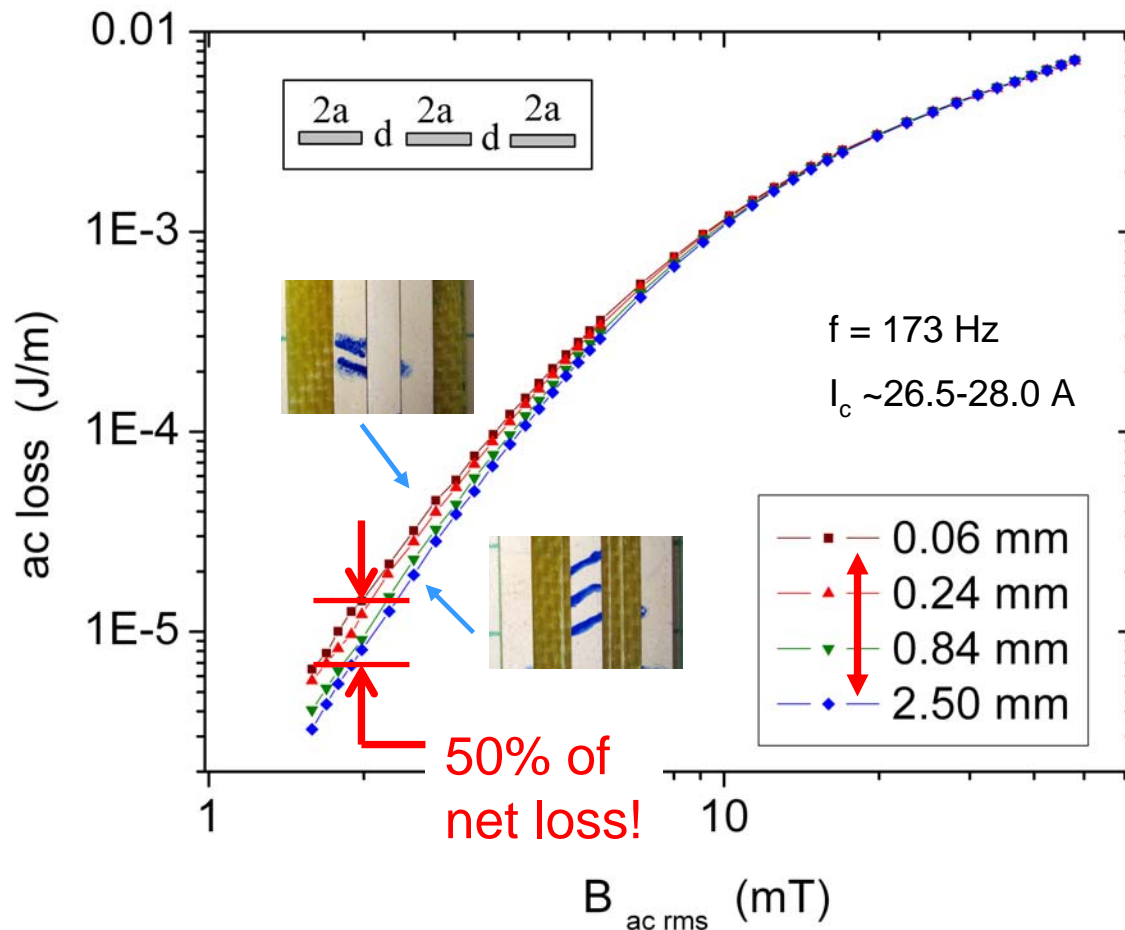 0.01
1E-3
1E-4
1E-5
ac loss (J/m)
2a 2a 2a
d d
f = 173 Hz
I_c ~26.5-28.0 A
0.06 mm
0.24 mm
0.84 mm
2.50 mm
50% of
net loss!
1 10
B_ac rms (mT)